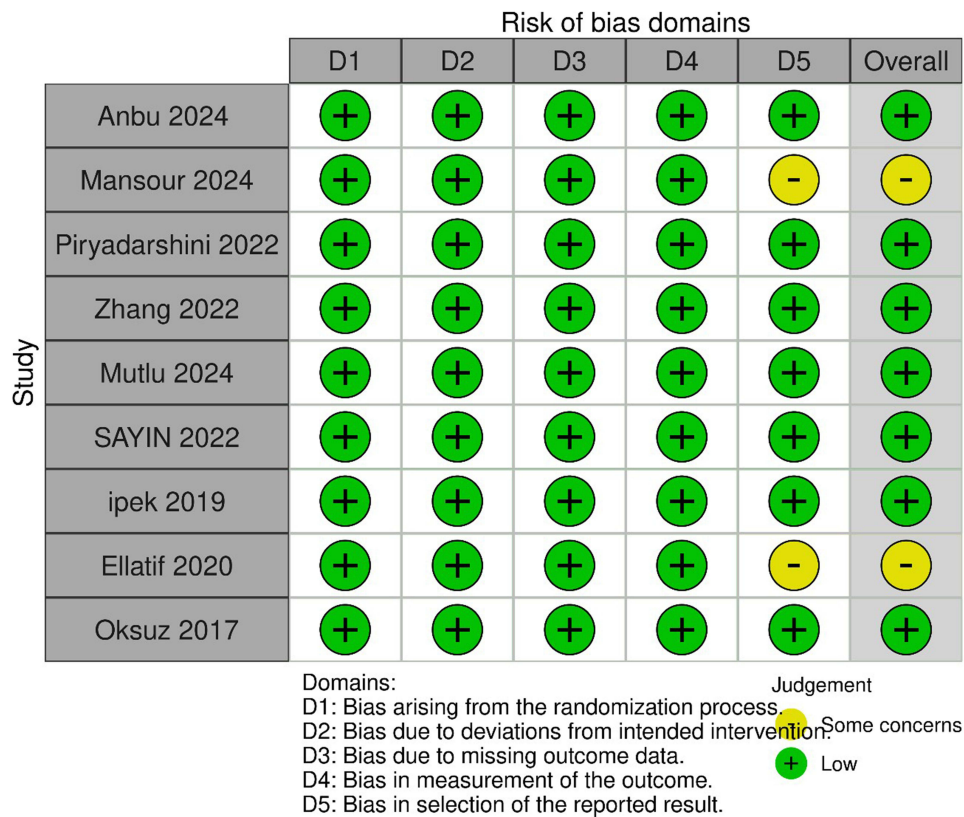 Risk of bias domains
D1 D2 D3 D4 D5 Overall
Study
Anbu 2024 + + + + + +
Mansour 2024 + + + + - -
Piryadarshini 2022 + + + + + +
Zhang 2022 + + + + + +
Mutlu 2024 + + + + + +
SAYIN 2022 + + + + + +
ipek 2019 + + + + + +
Ellatif 2020 + + + + - -
Oksuz 2017 + + + + + +
Domains:
D1: Bias arising from the randomization process.
D2: Bias due to deviations from intended intervention.
D3: Bias due to missing outcome data.
D4: Bias in measurement of the outcome.
D5: Bias in selection of the reported result.
Judgement
- Some concerns
+ Low